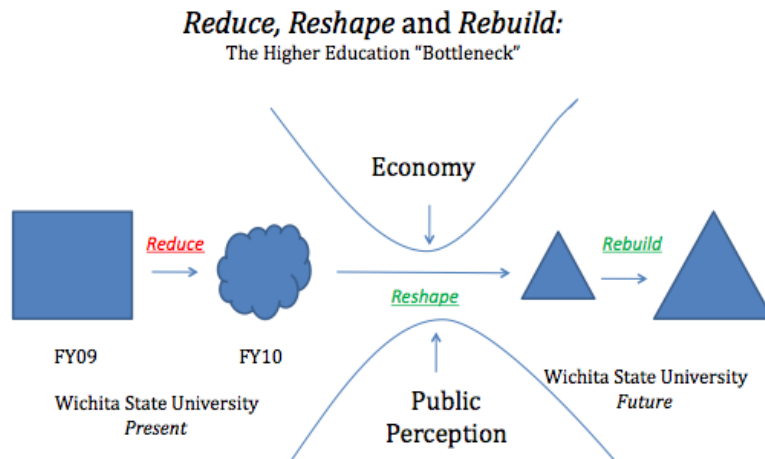 Reduce, Reshape and Rebuild:
The Higher Education "Bottleneck"
Economy
Reduce
Rebuild
Reshape
FY09
FY10
Wichita State University
Present
Public
Perception
Wichita State University
Future